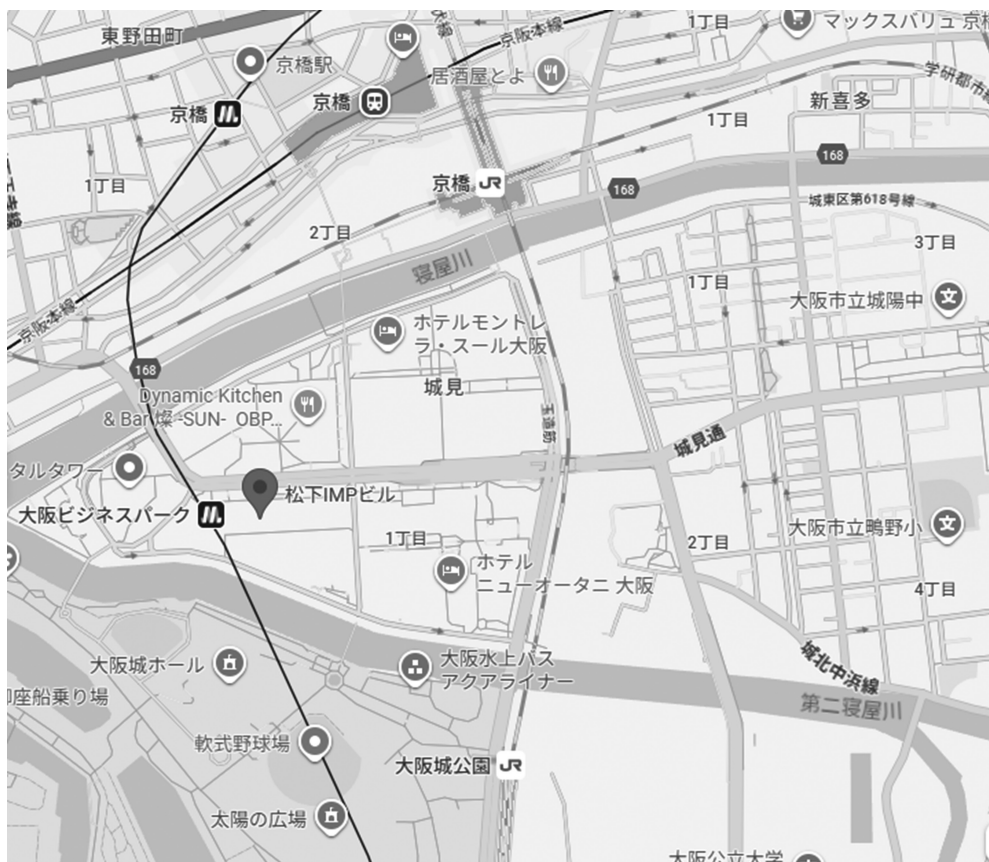 東野田町
京橋駅
京橋
京橋
居酒屋とよ
京阪本線
1丁目
マックスバリュ 京
学研都市線
新喜多
1丁目
168
168
1丁目
京橋
2丁目
寝屋川
城東区第618号線
3丁目
1丁目
大阪市立城陽中
京阪本線
ホテルモントレ
ラ・スール大阪
168
Dynamic Kitchen
& Bar 燦 -SUN- OBP...
城見
玉造筋
城見通
タルタワー
松下IMPビル
大阪ビジネスパーク
1丁目
ホテル
ニューオータニ 大阪
2丁目
大阪市立鴫野小
4丁目
大阪城ホール
大阪水上バス
アクアライナー
城北中浜線
第二寝屋川
御座船乗り場
軟式野球場
大阪城公園
太陽の広場
大阪公立大学